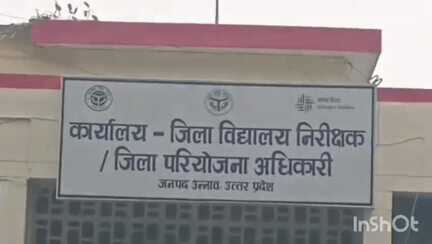 कार्यालय - जिला विद्यालय निरीक्षक
/ जिला परियोजना अधिकारी
जनपद उन्नाव, उत्तर प्रदेश
InShOt